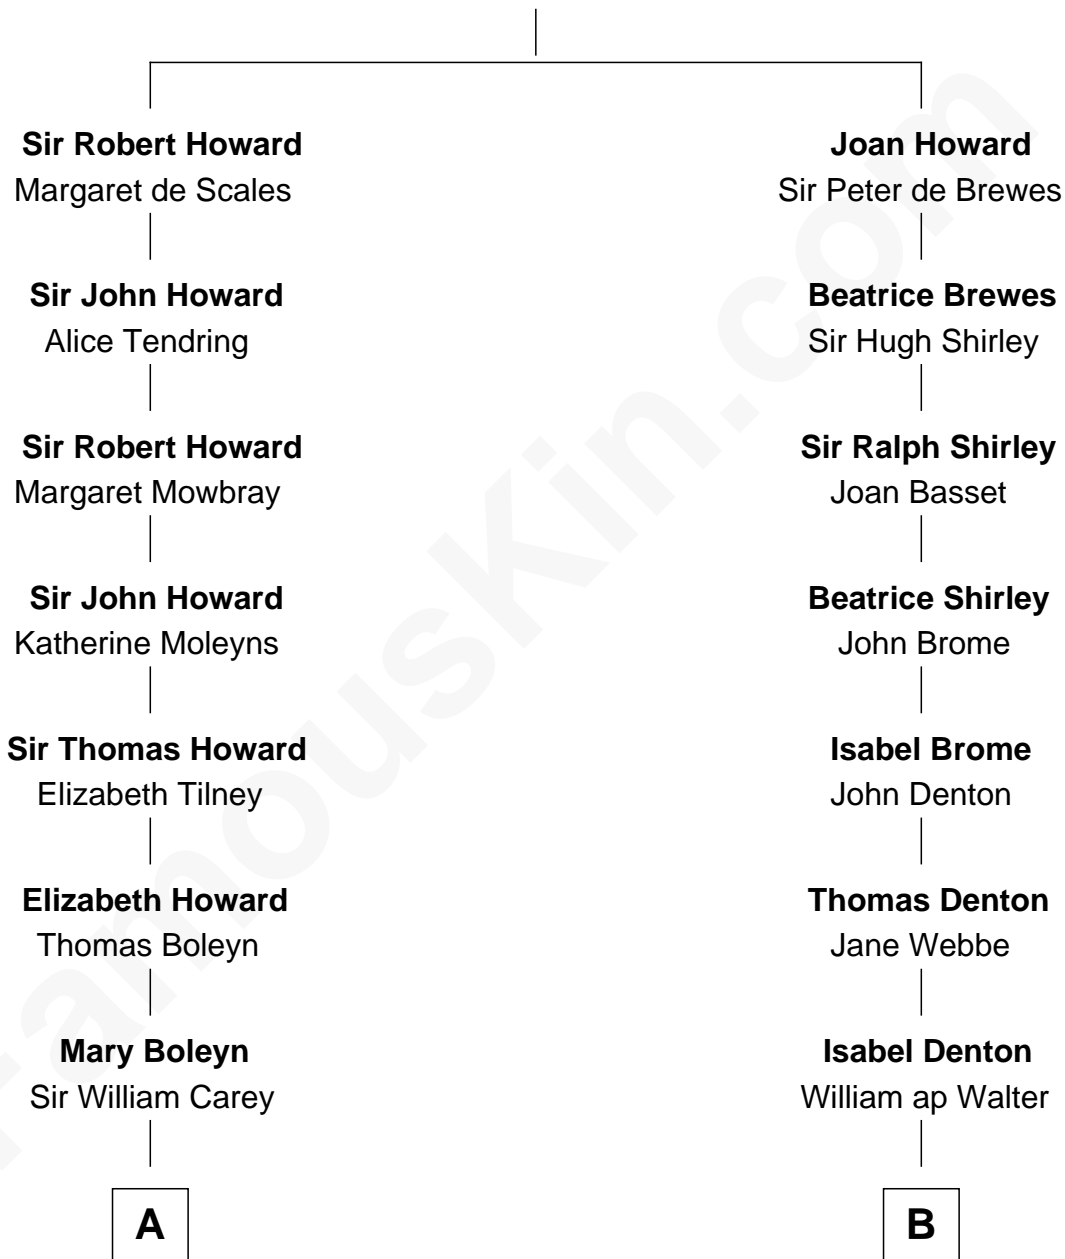 Sir Robert Howard
Margaret de Scales
Sir John Howard
Alice Tendring
Sir Robert Howard
Margaret Mowbray
Sir John Howard
Katherine Moleyns
Sir Thomas Howard
Elizabeth Tilney
Elizabeth Howard
Thomas Boleyn
Mary Boleyn
Sir William Carey
A
Joan Howard
Sir Peter de Brewes
Beatrice Brewes
Sir Hugh Shirley
Sir Ralph Shirley
Joan Basset
Beatrice Shirley
John Brome
Isabel Brome
John Denton
Thomas Denton
Jane Webbe
Isabel Denton
William ap Walter
B
FamousKin.com